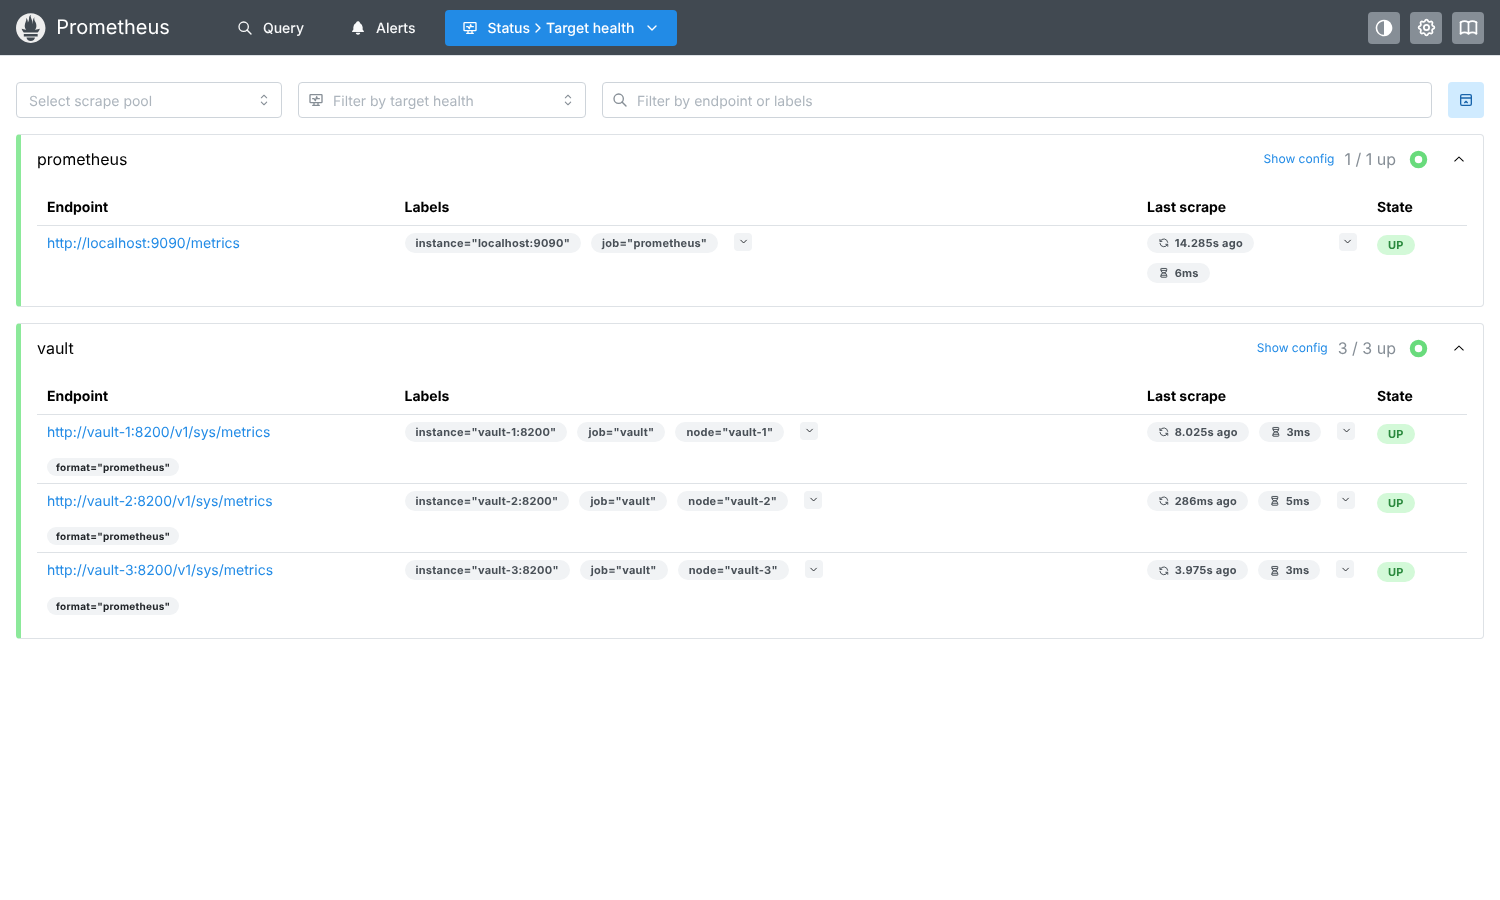 Prometheus Query Alerts Status > Target health
Select scrape pool Filter by target health Filter by endpoint or labels
prometheus Show config 1 / 1 up
Endpoint Labels Last scrape State
http://localhost:9090/metrics instance="localhost:9090" job="prometheus" 14.285s ago UP
6ms
vault Show config 3 / 3 up
Endpoint Labels Last scrape State
http://vault-1:8200/v1/sys/metrics instance="vault-1:8200" job="vault" node="vault-1" 8.025s ago 3ms UP
format="prometheus"
http://vault-2:8200/v1/sys/metrics instance="vault-2:8200" job="vault" node="vault-2" 286ms ago 5ms UP
format="prometheus"
http://vault-3:8200/v1/sys/metrics instance="vault-3:8200" job="vault" node="vault-3" 3.975s ago 3ms UP
format="prometheus"